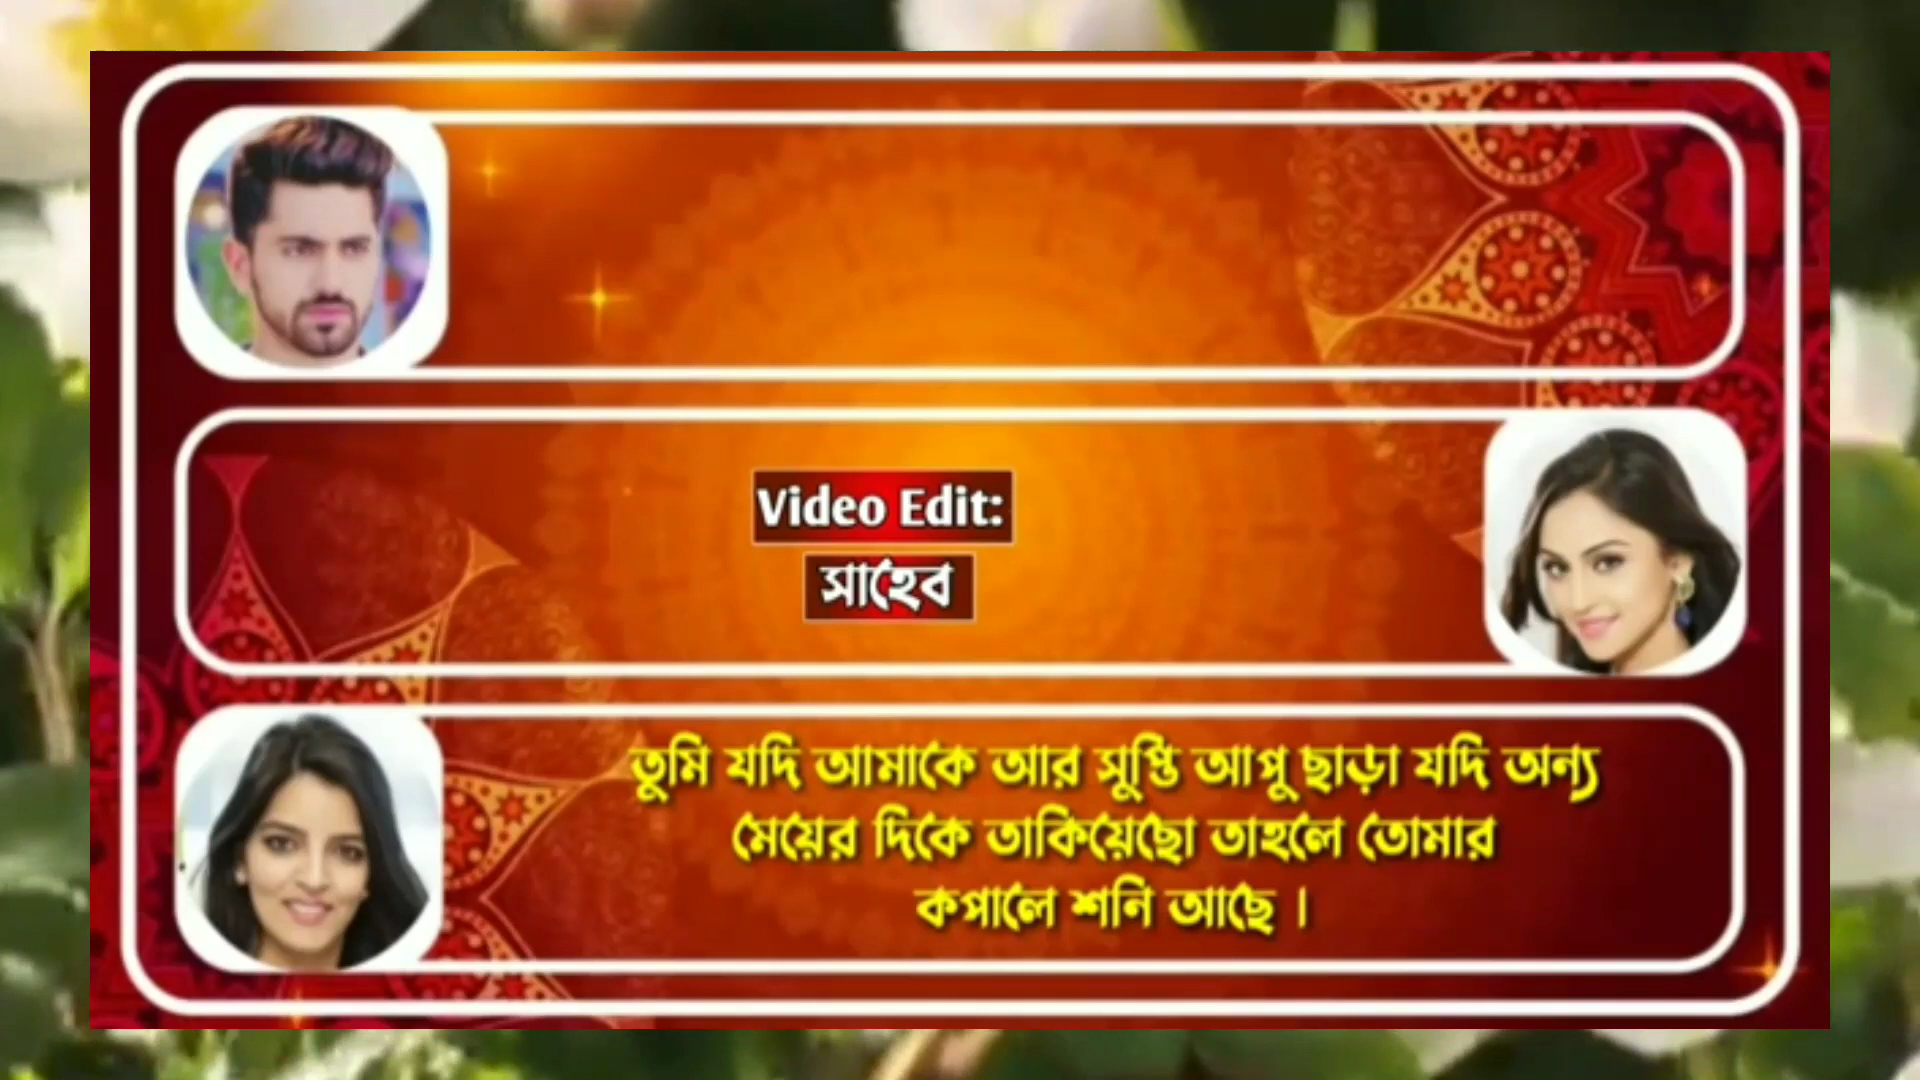 Video Edit:
সাহেব
তুমি যদি আমাকে আর সুপ্তি আপু ছাড়া যদি অন্য
মেয়ের দিকে তাকিয়েছো তাহলে তোমার
কপালে শনি আছে ।